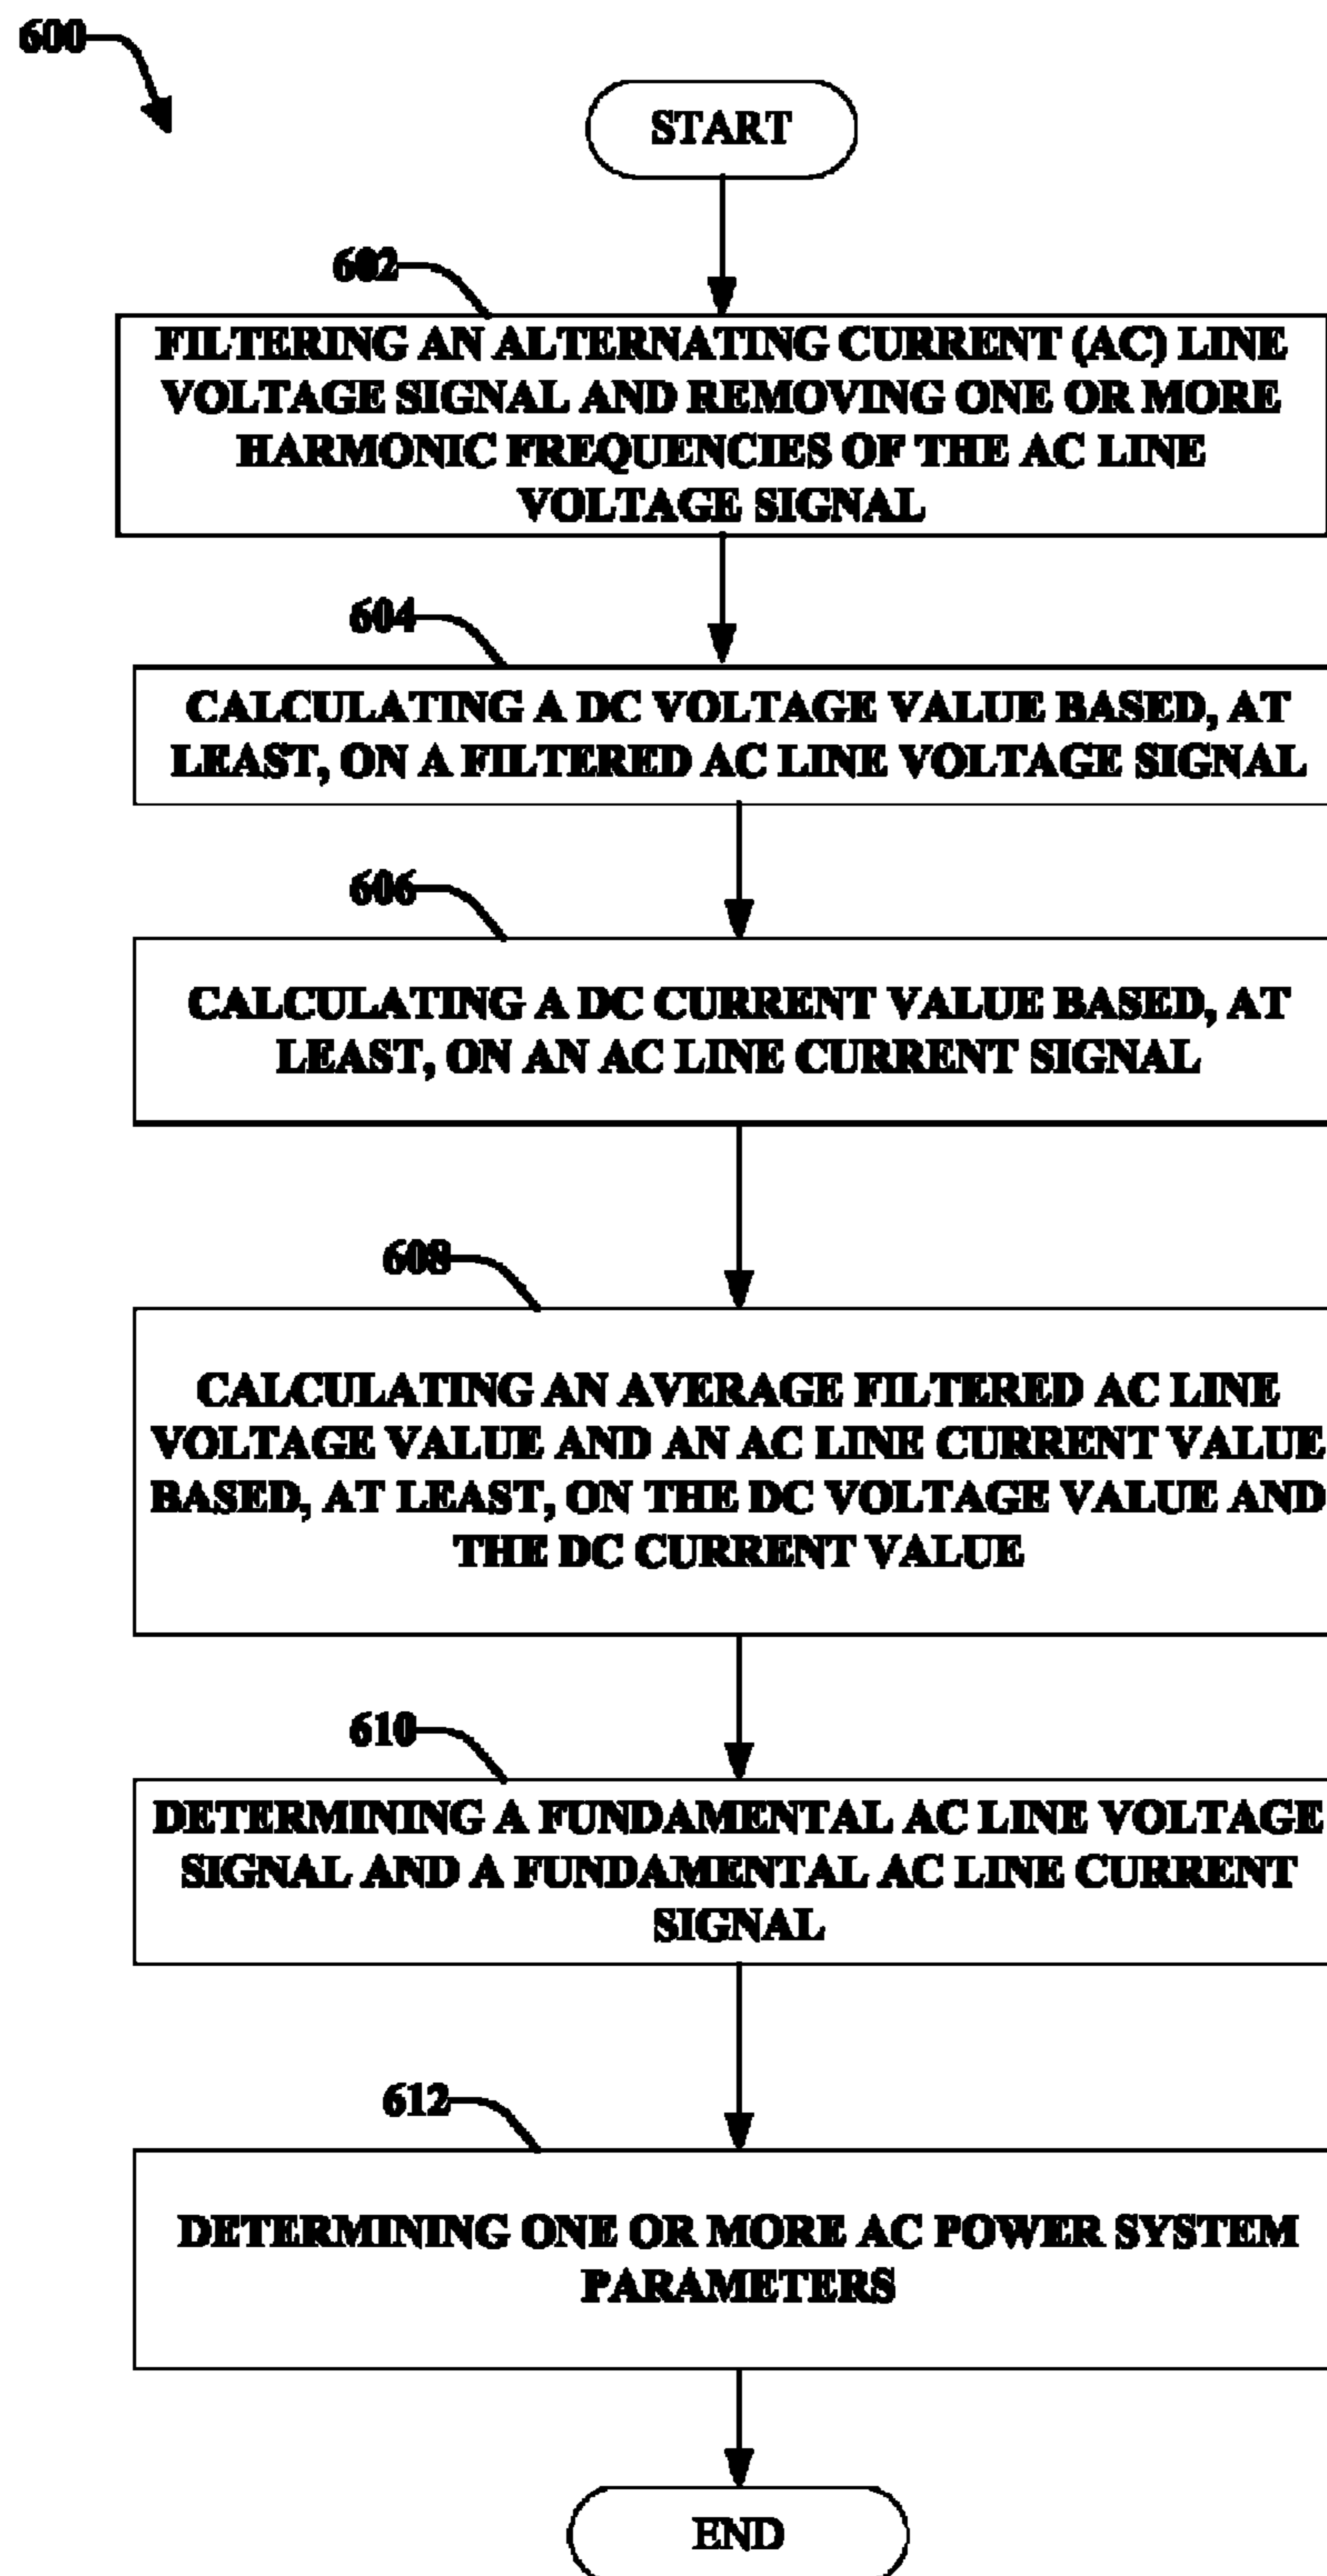 600
START
602
FILTERING AN ALTERNATING CURRENT (AC) LINE
VOLTAGE SIGNAL AND REMOVING ONE OR MORE
HARMONIC FREQUENCIES OF THE AC LINE
VOLTAGE SIGNAL
604
CALCULATING A DC VOLTAGE VALUE BASED, AT
LEAST, ON A FILTERED AC LINE VOLTAGE SIGNAL
606
CALCULATING A DC CURRENT VALUE BASED, AT
LEAST, ON AN AC LINE CURRENT SIGNAL
608
CALCULATING AN AVERAGE FILTERED AC LINE
VOLTAGE VALUE AND AN AC LINE CURRENT VALUE
BASED, AT LEAST, ON THE DC VOLTAGE VALUE AND
THE DC CURRENT VALUE
610
DETERMINING A FUNDAMENTAL AC LINE VOLTAGE
SIGNAL AND A FUNDAMENTAL AC LINE CURRENT
SIGNAL
612
DETERMINING ONE OR MORE AC POWER SYSTEM
PARAMETERS
END